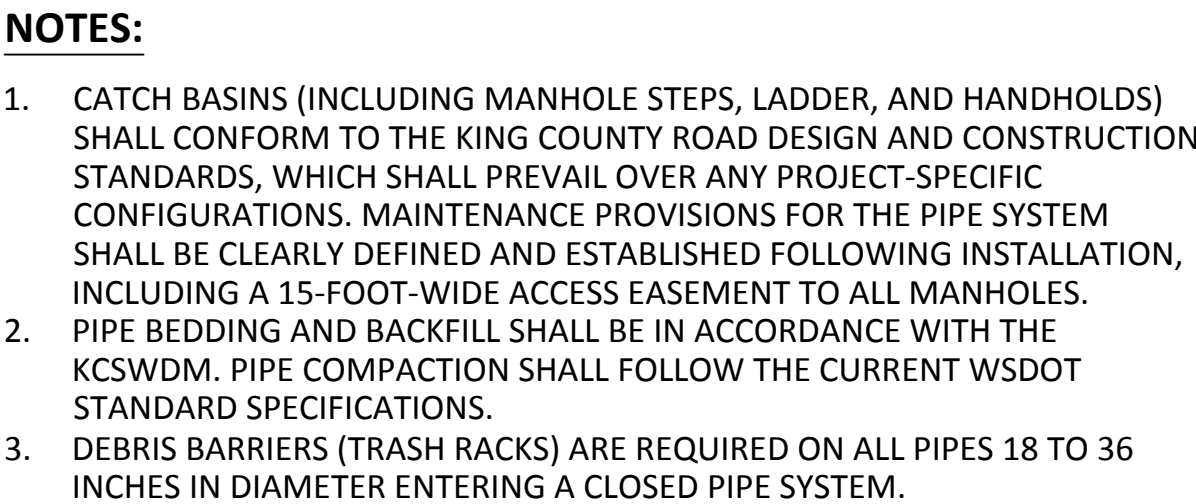 NOTES:
1. CATCH BASINS (INCLUDING MANHOLE STEPS, LADDER, AND HANDHOLDS)
SHALL CONFORM TO THE KING COUNTY ROAD DESIGN AND CONSTRUCTION
STANDARDS, WHICH SHALL PREVAIL OVER ANY PROJECT-SPECIFIC
CONFIGURATIONS. MAINTENANCE PROVISIONS FOR THE PIPE SYSTEM
SHALL BE CLEARLY DEFINED AND ESTABLISHED FOLLOWING INSTALLATION,
INCLUDING A 15-FOOT-WIDE ACCESS EASEMENT TO ALL MANHOLES.
2. PIPE BEDDING AND BACKFILL SHALL BE IN ACCORDANCE WITH THE
KCSWDM. PIPE COMPACTION SHALL FOLLOW THE CURRENT WSDOT
STANDARD SPECIFICATIONS.
3. DEBRIS BARRIERS (TRASH RACKS) ARE REQUIRED ON ALL PIPES 18 TO 36
INCHES IN DIAMETER ENTERING A CLOSED PIPE SYSTEM.